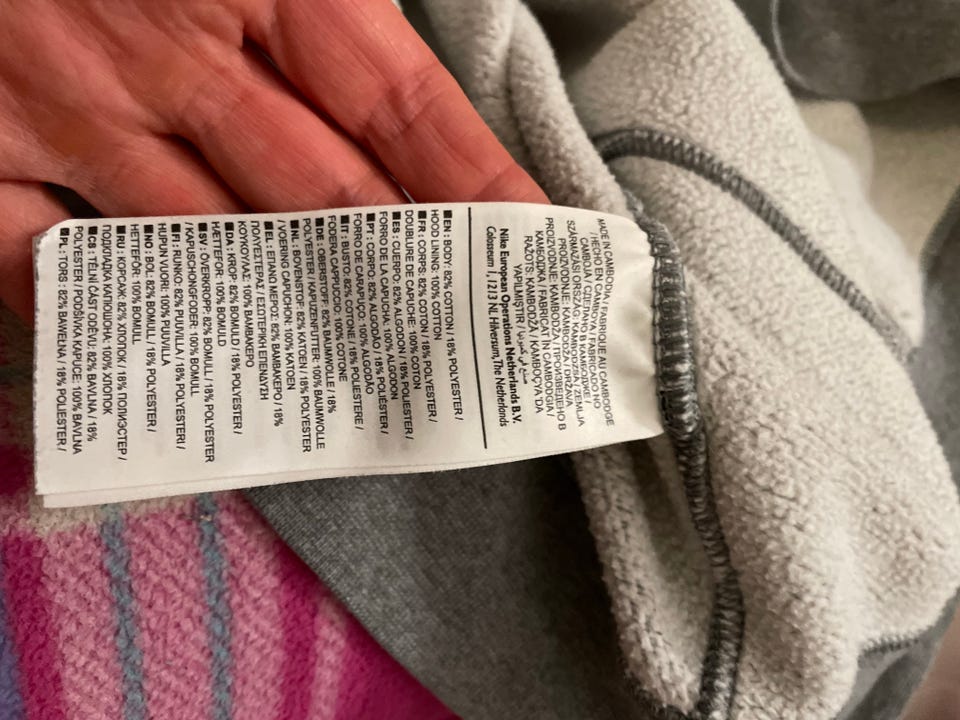 MADE IN CAMBODIA / FABRIQUÉ AU CAMBODGE
/ HECHO EN CAMBOYA / FABRICADO NO
CAMBOJA / СДЕЛАНО В КАМБОДЖЕ /
SZÁRMAZÁSI ORSZÁG: KAMBODZSA / ZEMLJA
PROIZVODNJE: KAMBODŽA / DRŽAVA
PROIZVODNJE: KAMBODŽA / ПРОИЗВЕДЕНО В
КАМБОДЖА / FABRICAT ÎN CAMBODGIA /
RAŽOTS: KAMBODŽĀ / KAMBOÇYA'DA
YAPILMIŞTIR /
Nike European Operations Netherlands B.V.
Colosseum 1, 1213 NL Hilversum, The Netherlands
EN: BODY: 82% COTTON / 18% POLYESTER /
HOOD LINING: 100% COTTON
FR: CORPS: 82% COTON / 18% POLYESTER /
DOUBLURE DE CAPUCHE: 100% COTON
ES: CUERPO: 82% ALGODÓN / 18% POLIÉSTER /
FORRO DE LA CAPUCHA: 100% ALGODÓN
PT: CORPO: 82% ALGODÃO / 18% POLIÉSTER /
FORRO DE CARAPUÇO: 100% ALGODÃO
IT: BUSTO: 82% COTONE / 18% POLIESTERE /
FODERA CAPPUCCIO: 100% COTONE
DE: OBERSTOFF: 82% BAUMWOLLE / 18%
POLYESTER / KAPUZENFUTTER: 100% BAUMWOLLE
NL: BOVENSTOF: 82% KATOEN / 18% POLYESTER
/ VOERING CAPUCHON: 100% KATOEN
EL: ΕΠΑΝΩ ΜΕΡΟΣ: 82% ΒΑΜΒΑΚΕΡΟ / 18%
ΠΟΛΥΕΣΤΕΡΑΣ / ΕΣΩΤΕΡΙΚΗ ΕΠΕΝΔΥΣΗ
ΚΟΥΚΟΥΛΑΣ: 100% ΒΑΜΒΑΚΕΡΟ
DA: KROP: 82% BOMULD / 18% POLYESTER /
HÆTTEFOR: 100% BOMULD
SV: ÖVERKROPP: 82% BOMULL / 18% POLYESTER
/ KAPUSCHONGFODER: 100% BOMULL
FI: RUNKO: 82% PUUVILLA / 18% POLYESTERI /
HUPUN VUORI: 100% PUUVILLA
NO: BOL: 82% BOMULL / 18% POLYESTER /
HETTEFÓR: 100% BOMULL
RU: КОРСАЖ: 82% ХЛОПОК / 18% ПОЛИЭСТЕР /
ПОДКЛАДКА КАПЮШОНА: 100% ХЛОПОК
CS: TĚLNÍ ČÁST ODĚVU: 82% BAVLNA / 18%
POLYESTER / PODŠÍVKA KAPUCE: 100% BAVLNA
PL: TORS: 82% BAWEŁNA / 18% POLIESTER /